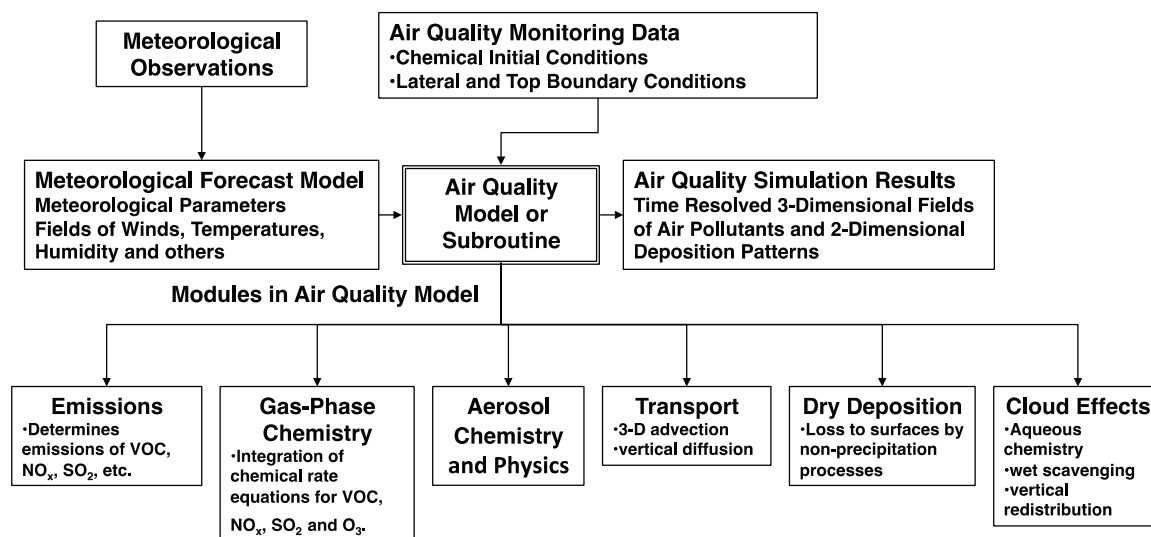 Meteorological
Observations
Air Quality Monitoring Data
•Chemical Initial Conditions
•Lateral and Top Boundary Conditions
Meteorological Forecast Model
Meteorological Parameters
Fields of Winds, Temperatures,
Humidity and others
Air Quality
Model or
Subroutine
Air Quality Simulation Results
Time Resolved 3-Dimensional Fields
of Air Pollutants and 2-Dimensional
Deposition Patterns
Modules in Air Quality Model
Emissions
•Determines
emissions of VOC,
NOₓ, SO₂, etc.
Gas-Phase
Chemistry
•Integration of
chemical rate
equations for VOC,
NOₓ, SO₂ and O₃.
Aerosol
Chemistry
and Physics
Transport
•3-D advection
•vertical diffusion
Dry Deposition
•Loss to surfaces by
non-precipitation
processes
Cloud Effects
•Aqueous
chemistry
•wet scavenging
•vertical
redistribution